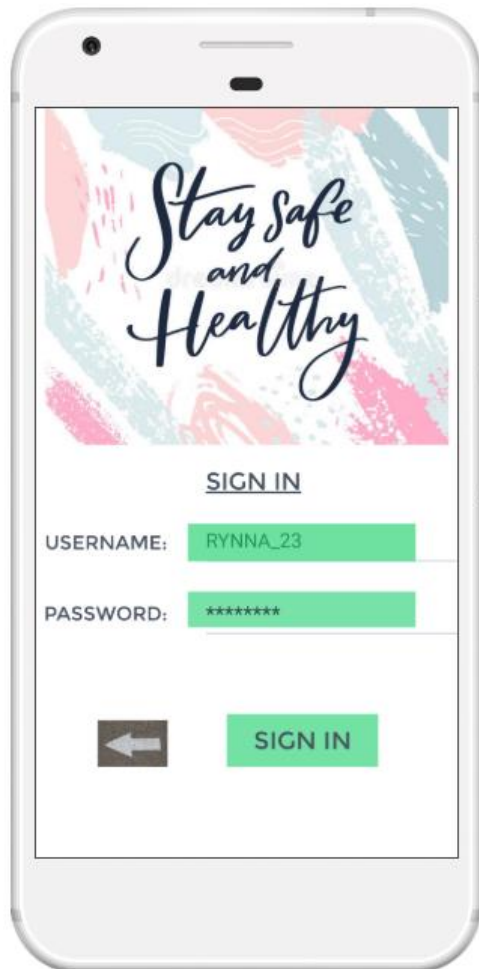 Stay safe
and
Healthy
SIGN IN
USERNAME: RYNNA_23
PASSWORD: ********
SIGN IN